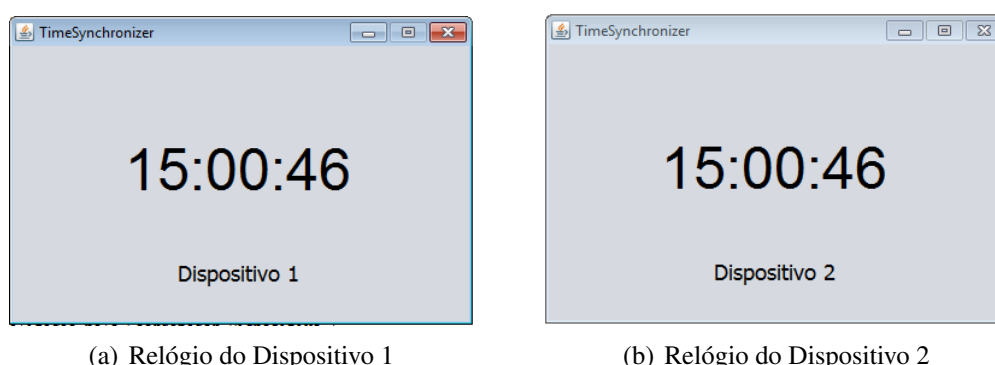 TimeSynchronizer
15:00:46
Dispositivo 1
(a) Relógio do Dispositivo 1
TimeSynchronizer
15:00:46
Dispositivo 2
(b) Relógio do Dispositivo 2